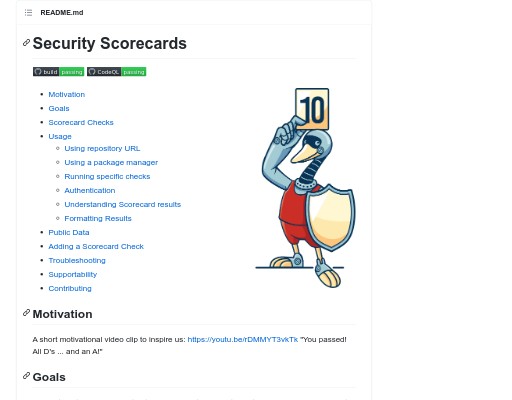 README.md
Security Scorecards
build passing CodeQL passing
Motivation
Goals
Scorecard Checks
Usage
Using repository URL
Using a package manager
Running specific checks
Authentication
Understanding Scorecard results
Formatting Results
Public Data
Adding a Scorecard Check
Troubleshooting
Supportability
Contributing
10
Motivation
A short motivational video clip to inspire us: https://youtu.be/rDMMYT3vkTk "You passed!
All D's ... and an A!"
Goals